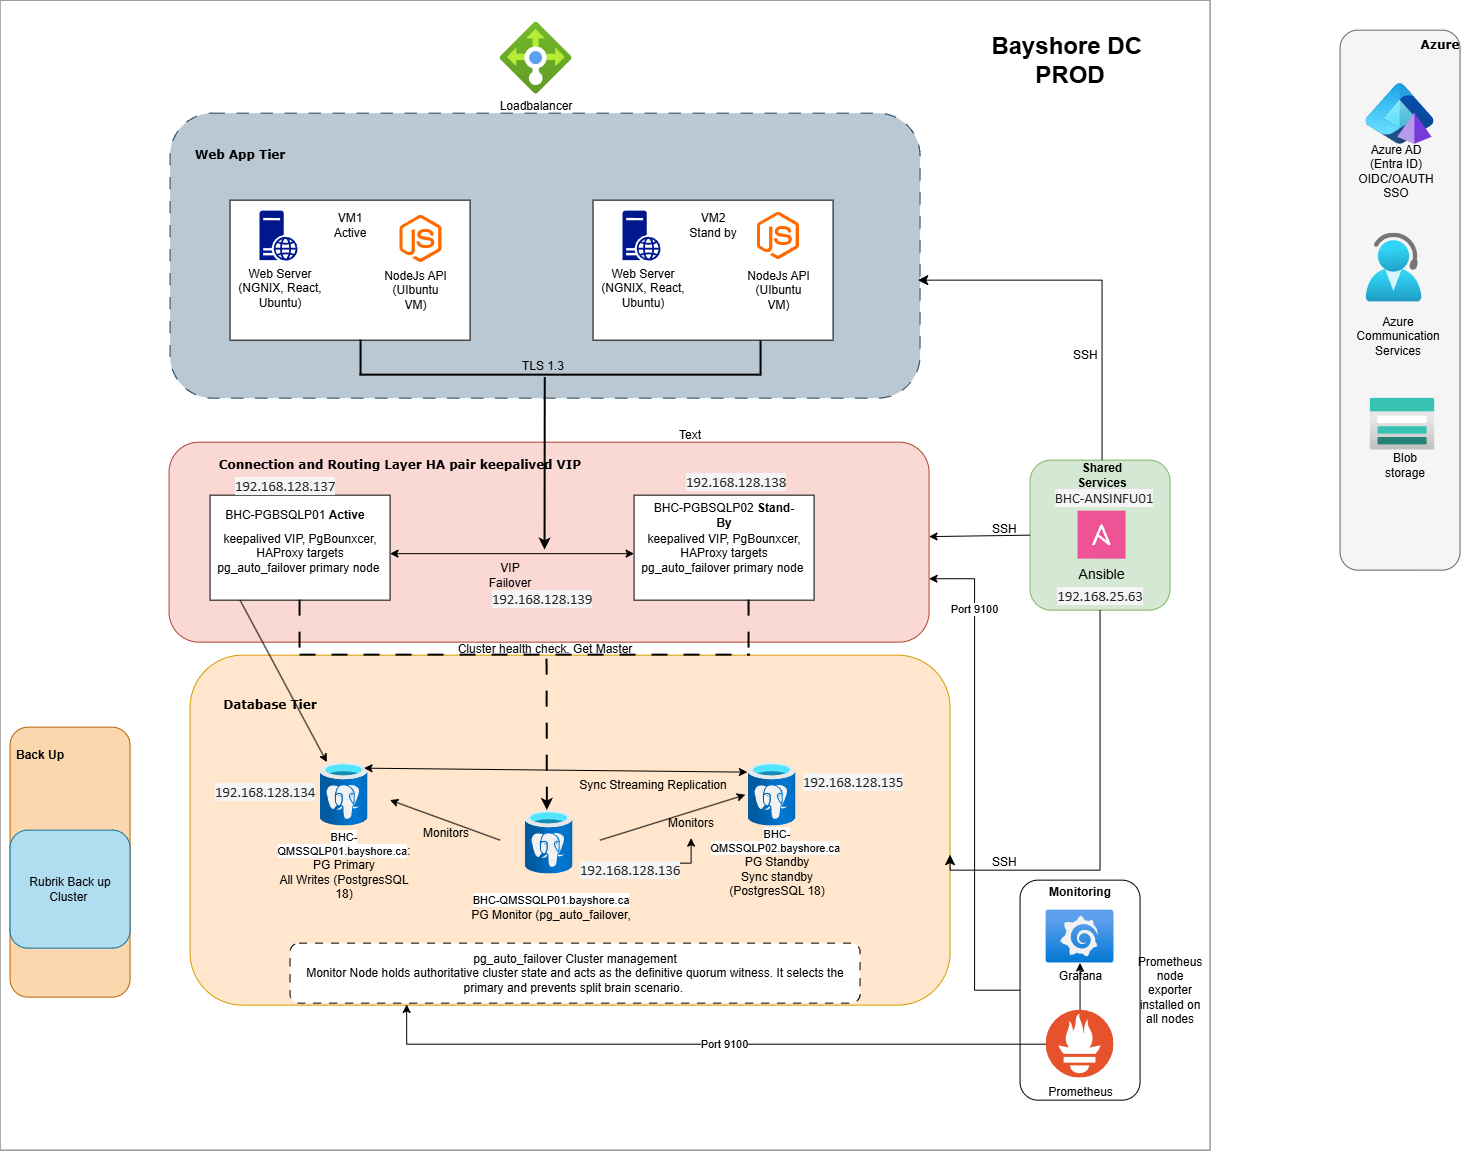 Bayshore DC
PROD
Azure
Loadbalancer
Azure AD
(Entra ID)
OIDC/OAUTH
SSO
Azure
Communication
Services
Blob
storage
Web App Tier
VM1
Active
Web Server
(NGNIX, React,
Ubuntu)
JS
NodeJs API
(UIbuntu
VM)
VM2
Stand by
Web Server
(NGNIX, React,
Ubuntu)
JS
NodeJs API
(UIbuntu
VM)
TLS 1.3
SSH
Text
Connection and Routing Layer HA pair keepalived VIP
192.168.128.137
BHC-PGBSQLP01 Active
keepalived VIP, PgBounxcer,
HAProxy targets
pg_auto_failover primary node
192.168.128.138
BHC-PGBSQLP02 Stand-
By
keepalived VIP, PgBounxcer,
HAProxy targets
pg_auto_failover primary node
VIP
Failover
192.168.128.139
SSH
Shared
Services
BHC-ANSINFU01
A
Ansible
192.168.25.63
Port 9100
Cluster health check. Get Master
Database Tier
192.168.128.134
BHC-
QMSSQLP01.bayshore.ca:
PG Primary
All Writes (PostgresSQL
18)
Sync Streaming Replication
192.168.128.135
BHC-
QMSSQLP02.bayshore.ca
PG Standby
Sync standby
(PostgresSQL 18)
Monitors
Monitors
192.168.128.136
BHC-QMSSQLP01.bayshore.ca
PG Monitor (pg_auto_failover,
SSH
pg_auto_failover Cluster management
Monitor Node holds authoritative cluster state and acts as the definitive quorum witness. It selects the
primary and prevents split brain scenario.
Back Up
Rubrik Back up
Cluster
Monitoring
Grafana
Prometheus
Prometheus
node
exporter
installed on
all nodes
Port 9100